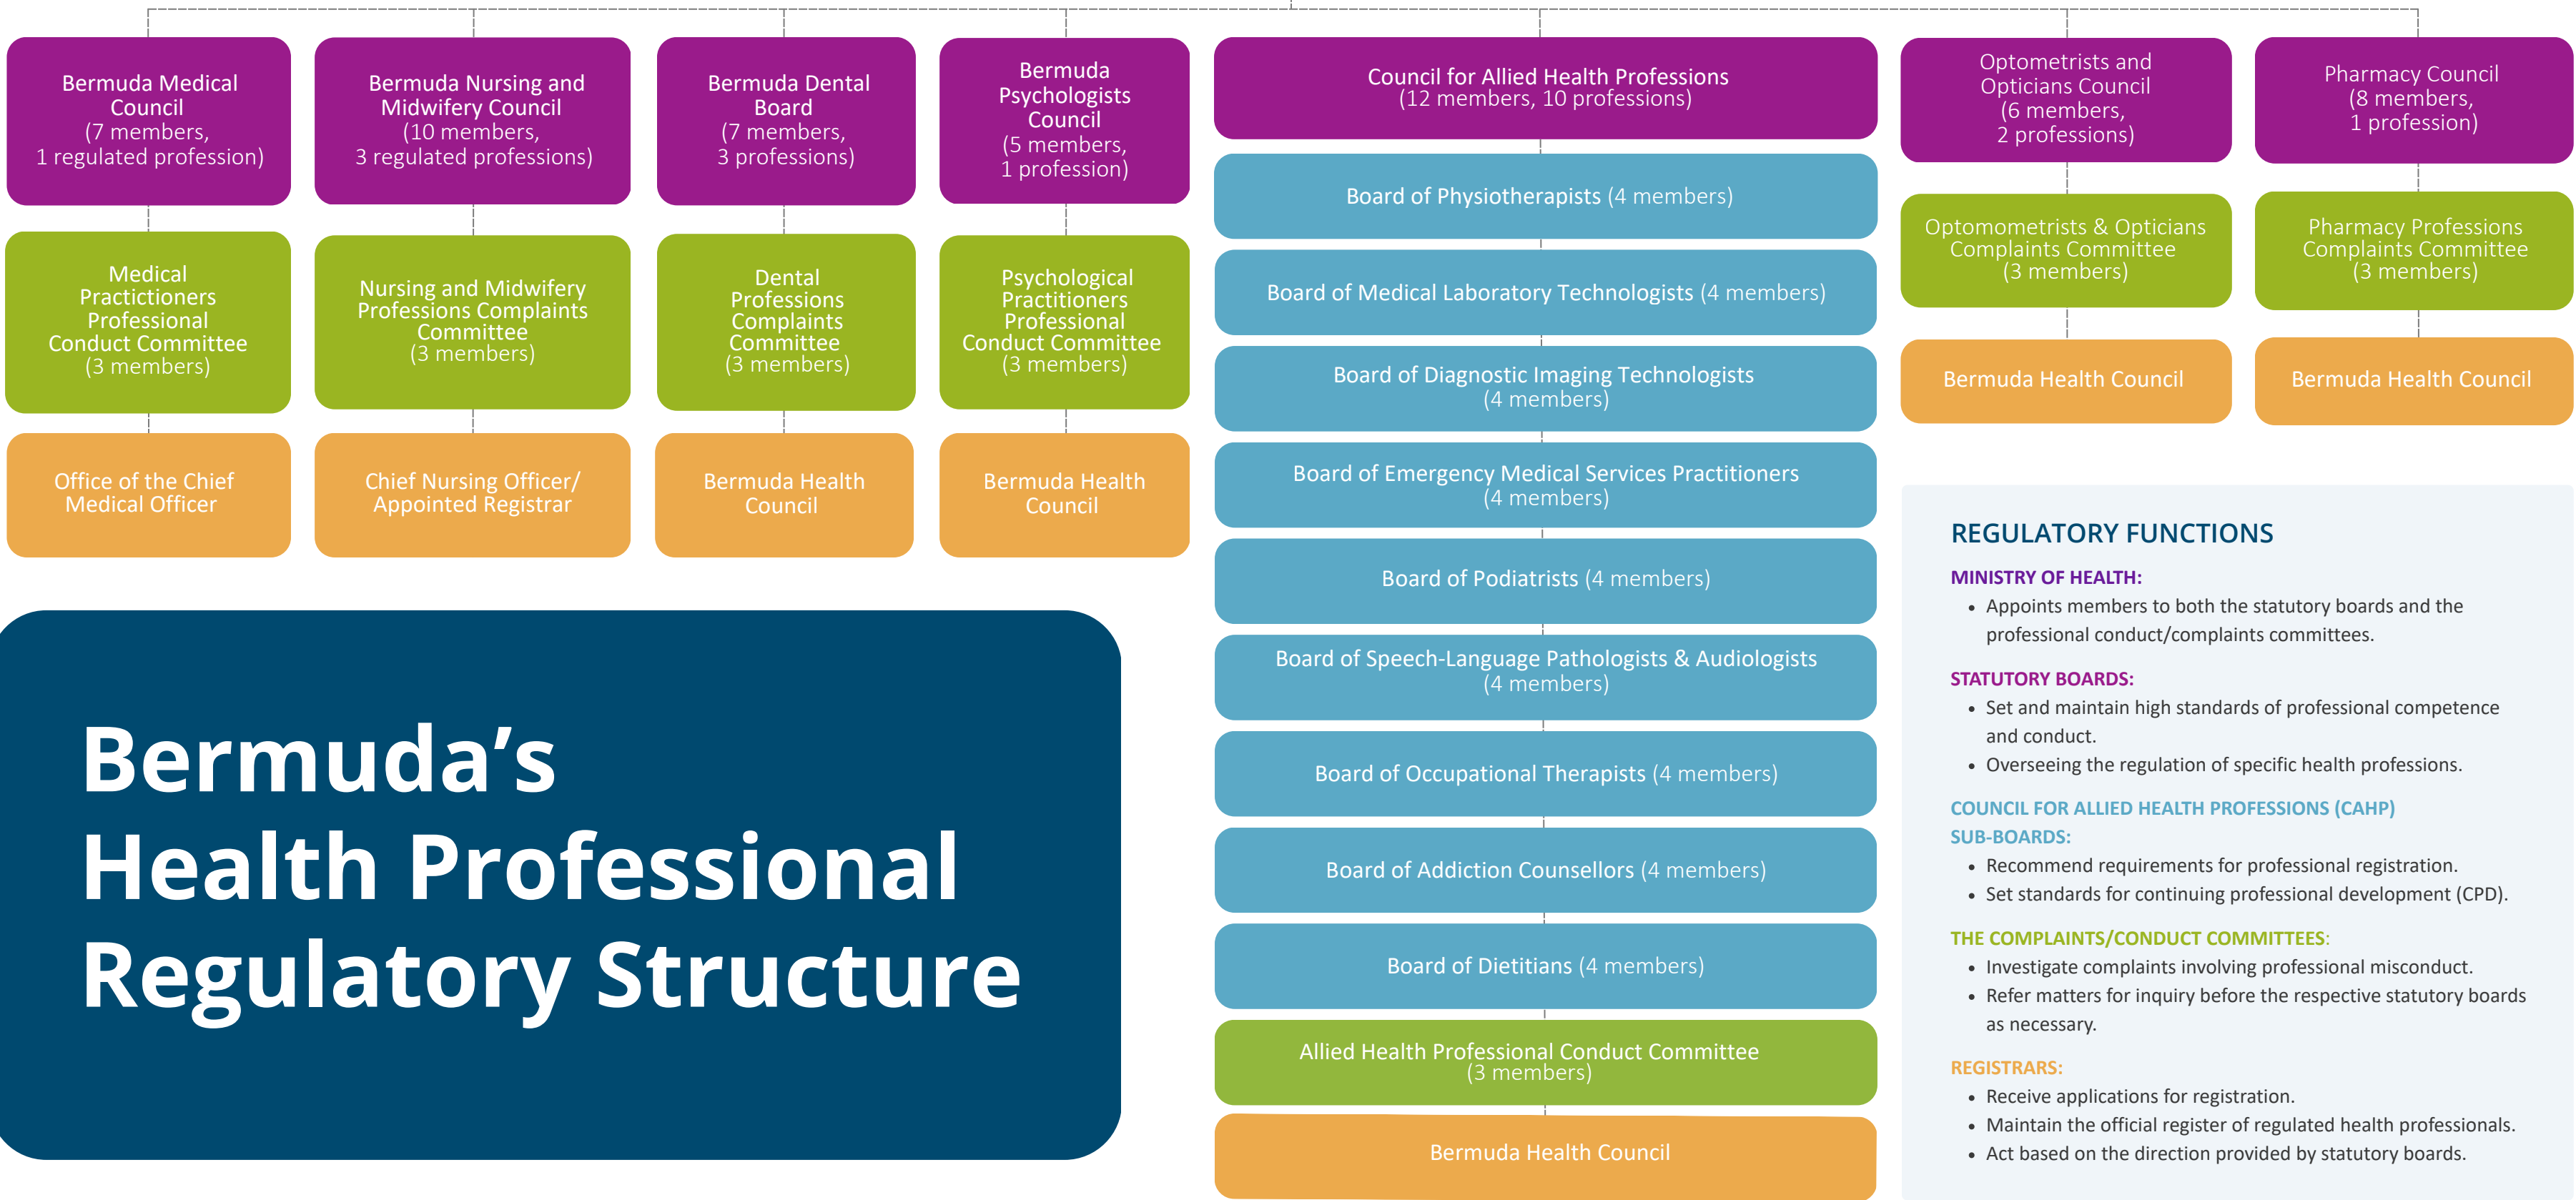 Bermuda Medical
Council
(7 members,
1 regulated profession)
Medical
Practictioners
Professional
Conduct Committee
(3 members)
Office of the Chief
Medical Officer
Bermuda Nursing and
Midwifery Council
(10 members,
3 regulated professions)
Nursing and Midwifery
Professions Complaints
Committee
(3 members)
Chief Nursing Officer/
Appointed Registrar
Bermuda Dental
Board
(7 members,
3 professions)
Dental
Professions
Complaints
Committee
(3 members)
Bermuda Health
Council
Bermuda
Psychologists
Council
(5 members,
1 profession)
Psychological
Practitioners
Professional
Conduct Committee
(3 members)
Bermuda Health
Council
Council for Allied Health Professions
(12 members, 10 professions)
Board of Physiotherapists (4 members)
Board of Medical Laboratory Technologists (4 members)
Board of Diagnostic Imaging Technologists
(4 members)
Board of Emergency Medical Services Practitioners
(4 members)
Board of Podiatrists (4 members)
Board of Speech-Language Pathologists & Audiologists
(4 members)
Board of Occupational Therapists (4 members)
Board of Addiction Counsellors (4 members)
Board of Dietitians (4 members)
Allied Health Professional Conduct Committee
(3 members)
Bermuda Health Council
Optometrists and
Opticians Council
(6 members,
2 professions)
Optomometrists & Opticians
Complaints Committee
(3 members)
Bermuda Health Council
Pharmacy Council
(8 members,
1 profession)
Pharmacy Professions
Complaints Committee
(3 members)
Bermuda Health Council
Bermuda’s
Health Professional
Regulatory Structure
REGULATORY FUNCTIONS
MINISTRY OF HEALTH:
• Appoints members to both the statutory boards and the
professional conduct/complaints committees.
STATUTORY BOARDS:
• Set and maintain high standards of professional competence
and conduct.
• Overseeing the regulation of specific health professions.
COUNCIL FOR ALLIED HEALTH PROFESSIONS (CAHP)
SUB-BOARDS:
• Recommend requirements for professional registration.
• Set standards for continuing professional development (CPD).
THE COMPLAINTS/CONDUCT COMMITTEES:
• Investigate complaints involving professional misconduct.
• Refer matters for inquiry before the respective statutory boards
as necessary.
REGISTRARS:
• Receive applications for registration.
• Maintain the official register of regulated health professionals.
• Act based on the direction provided by statutory boards.